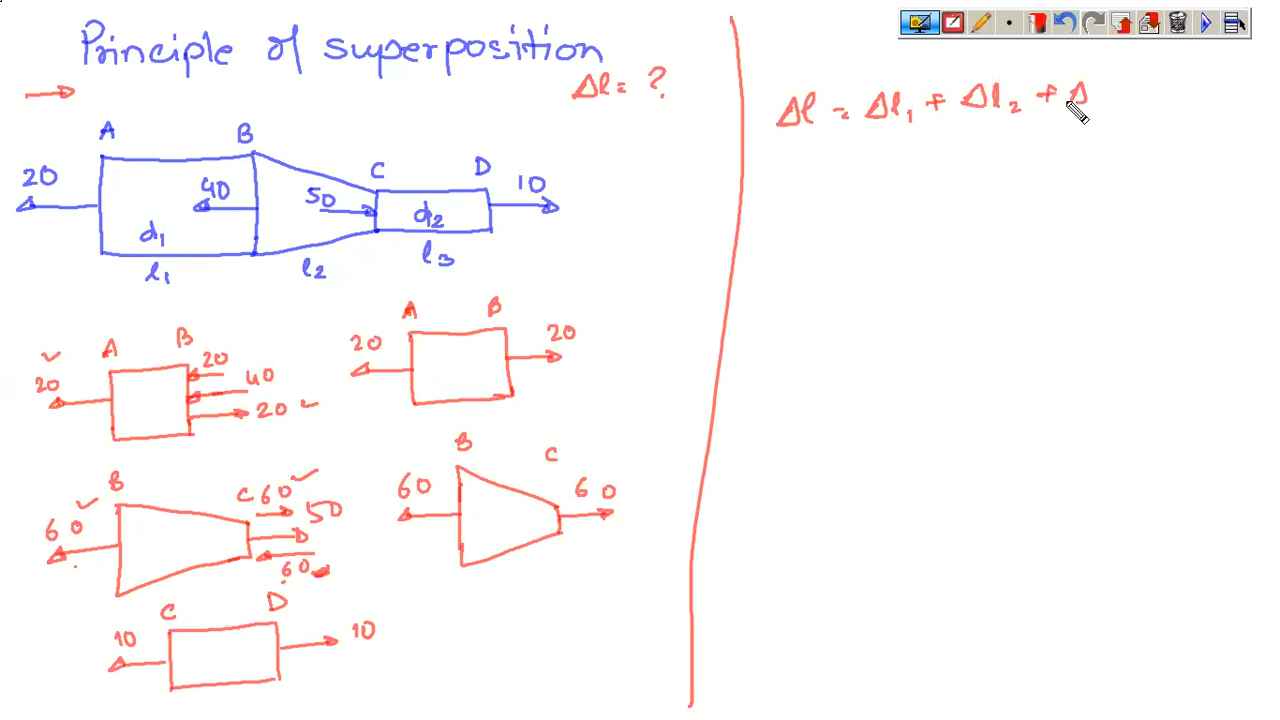 Principle of superposition
Δl = ?
A B C D
20 40 50 10
d1 d2
l1 l2 l3
A B
20 20
40
20
A B
20 20
B C 60
60 50
60
B C
60 60
C D
10 10
Δl = Δl1 + Δl2 + Δ